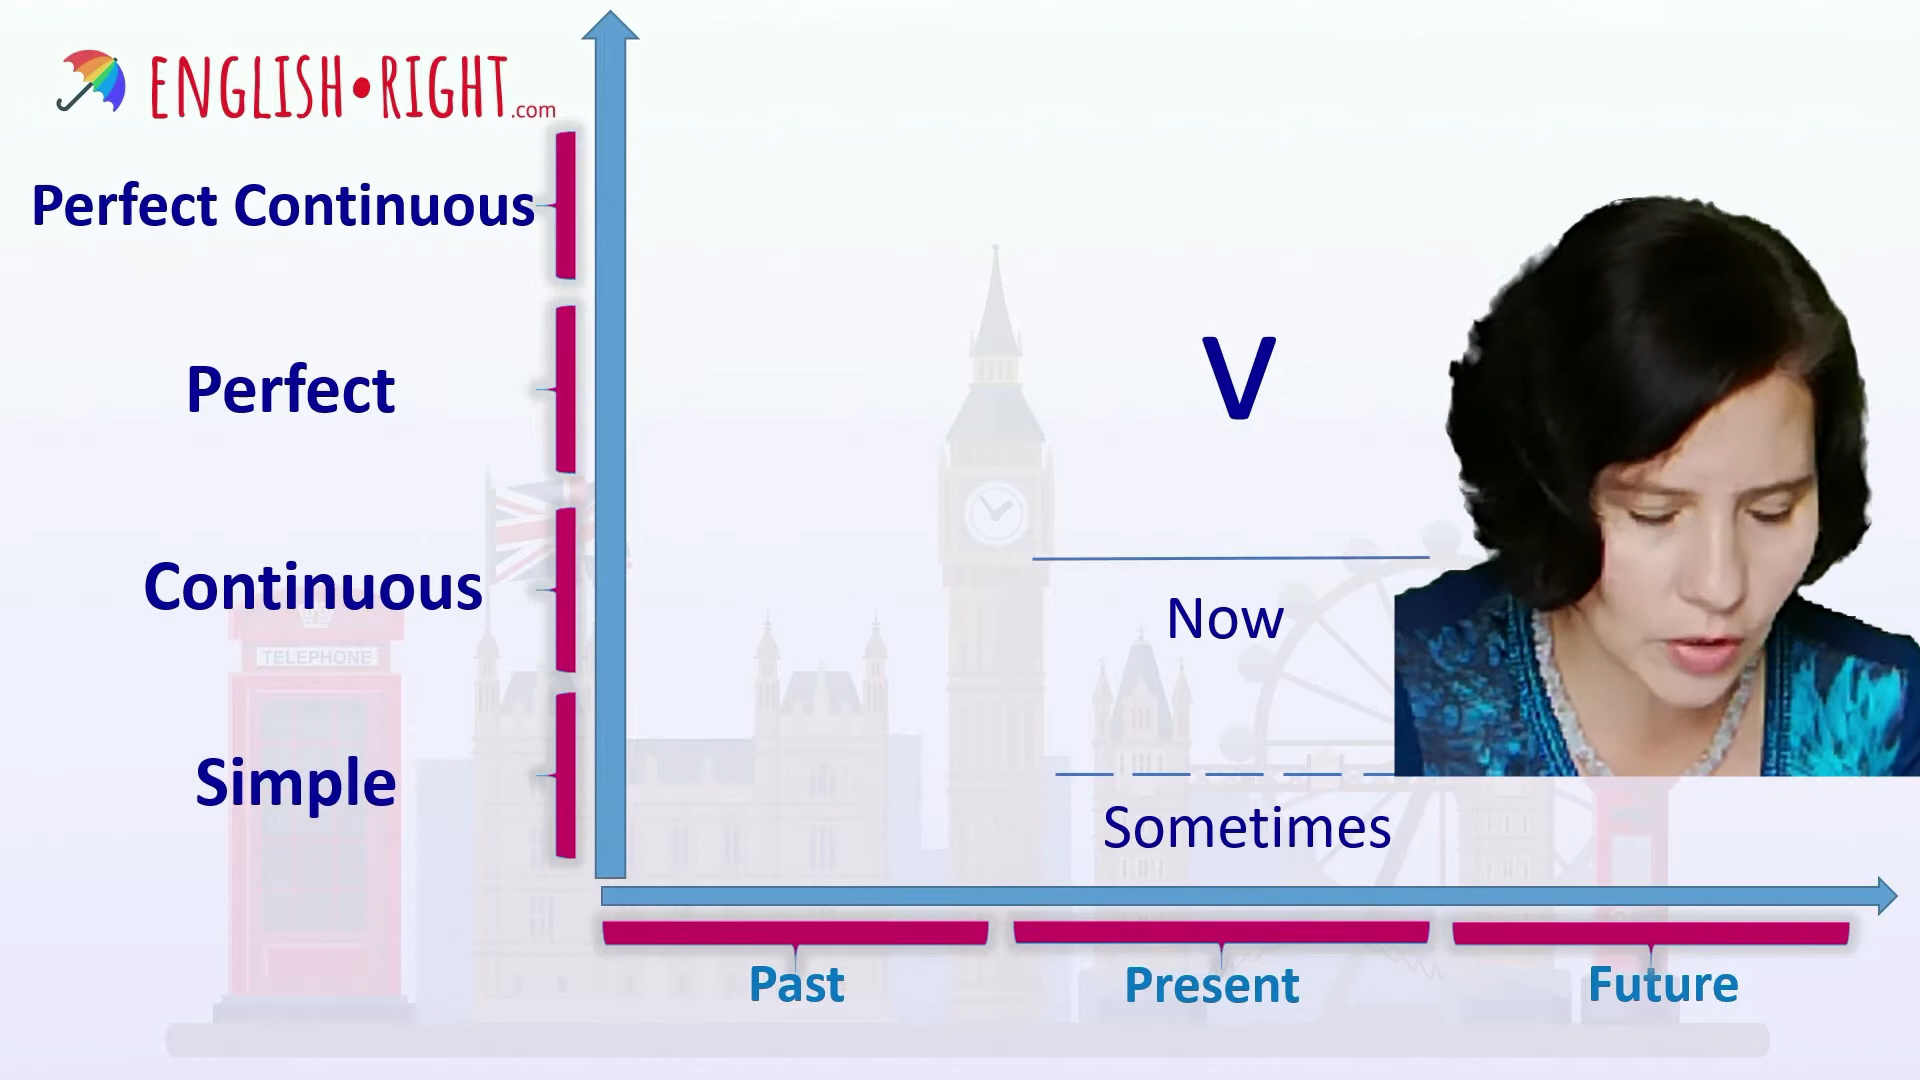 ENGLISH•RIGHT.com
Perfect Continuous
Perfect
V
Continuous
Now
TELEPHONE
Simple
Sometimes
Past
Present
Future